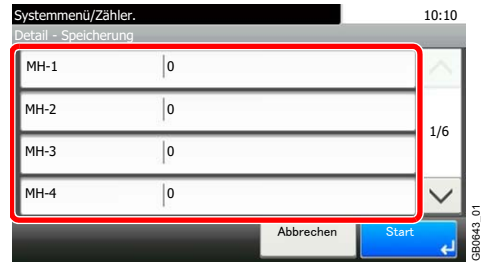 Systemmenü/Zähler. 10:10
Detail - Speicherung
MH-1 0
MH-2 0
1/6
MH-3 0
MH-4 0
Abbrechen Start
GB0643_01